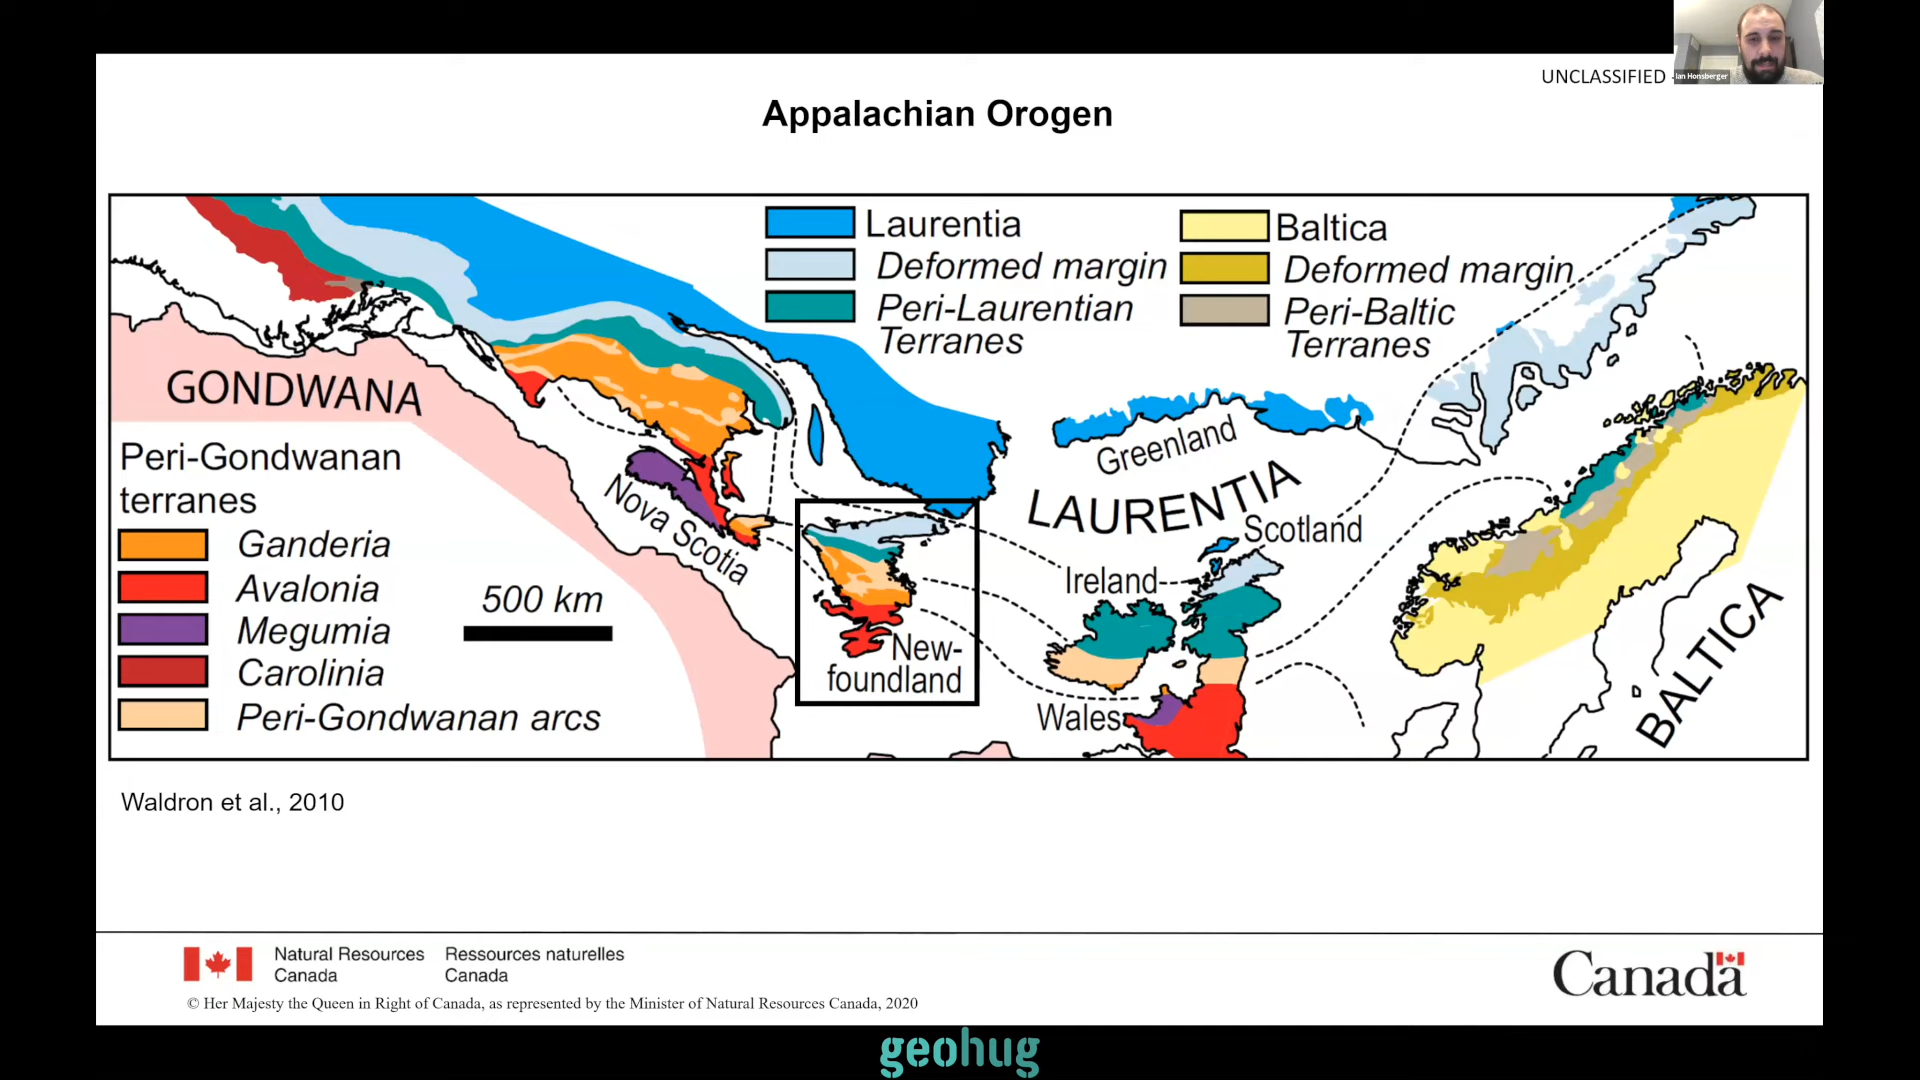 UNCLASSIFIED -
Ian Honsberger
Appalachian Orogen
Laurentia
Deformed margin
Peri-Laurentian
Terranes
Baltica
Deformed margin
Peri-Baltic
Terranes
GONDWANA
Peri-Gondwanan
terranes
Ganderia
Avalonia
Megumia
Carolinia
Peri-Gondwanan arcs
500 km
Nova Scotia
New-
foundland
Greenland
LAURENTIA
Scotland
Ireland
Wales
BALTICA
Waldron et al., 2010
Natural Resources
Canada
Ressources naturelles
Canada
© Her Majesty the Queen in Right of Canada, as represented by the Minister of Natural Resources Canada, 2020
Canada
geohug